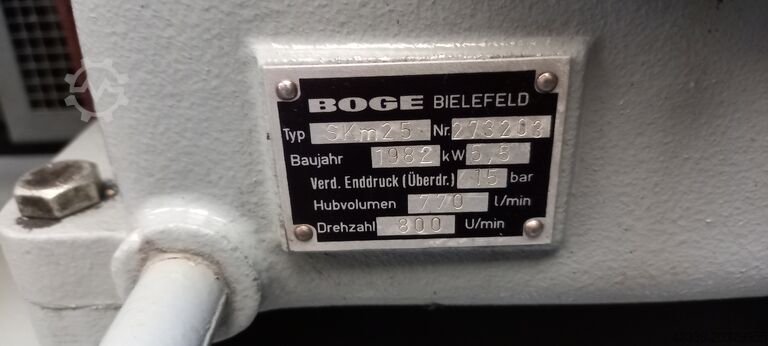 BOGE BIELEFELD
Typ SKm25 Nr. 273203
Baujahr 1982 kW 5,5
Verd. Enddruck (Überdr.) 15 bar
Hubvolumen 770 l/min
Drehzahl 800 U/min